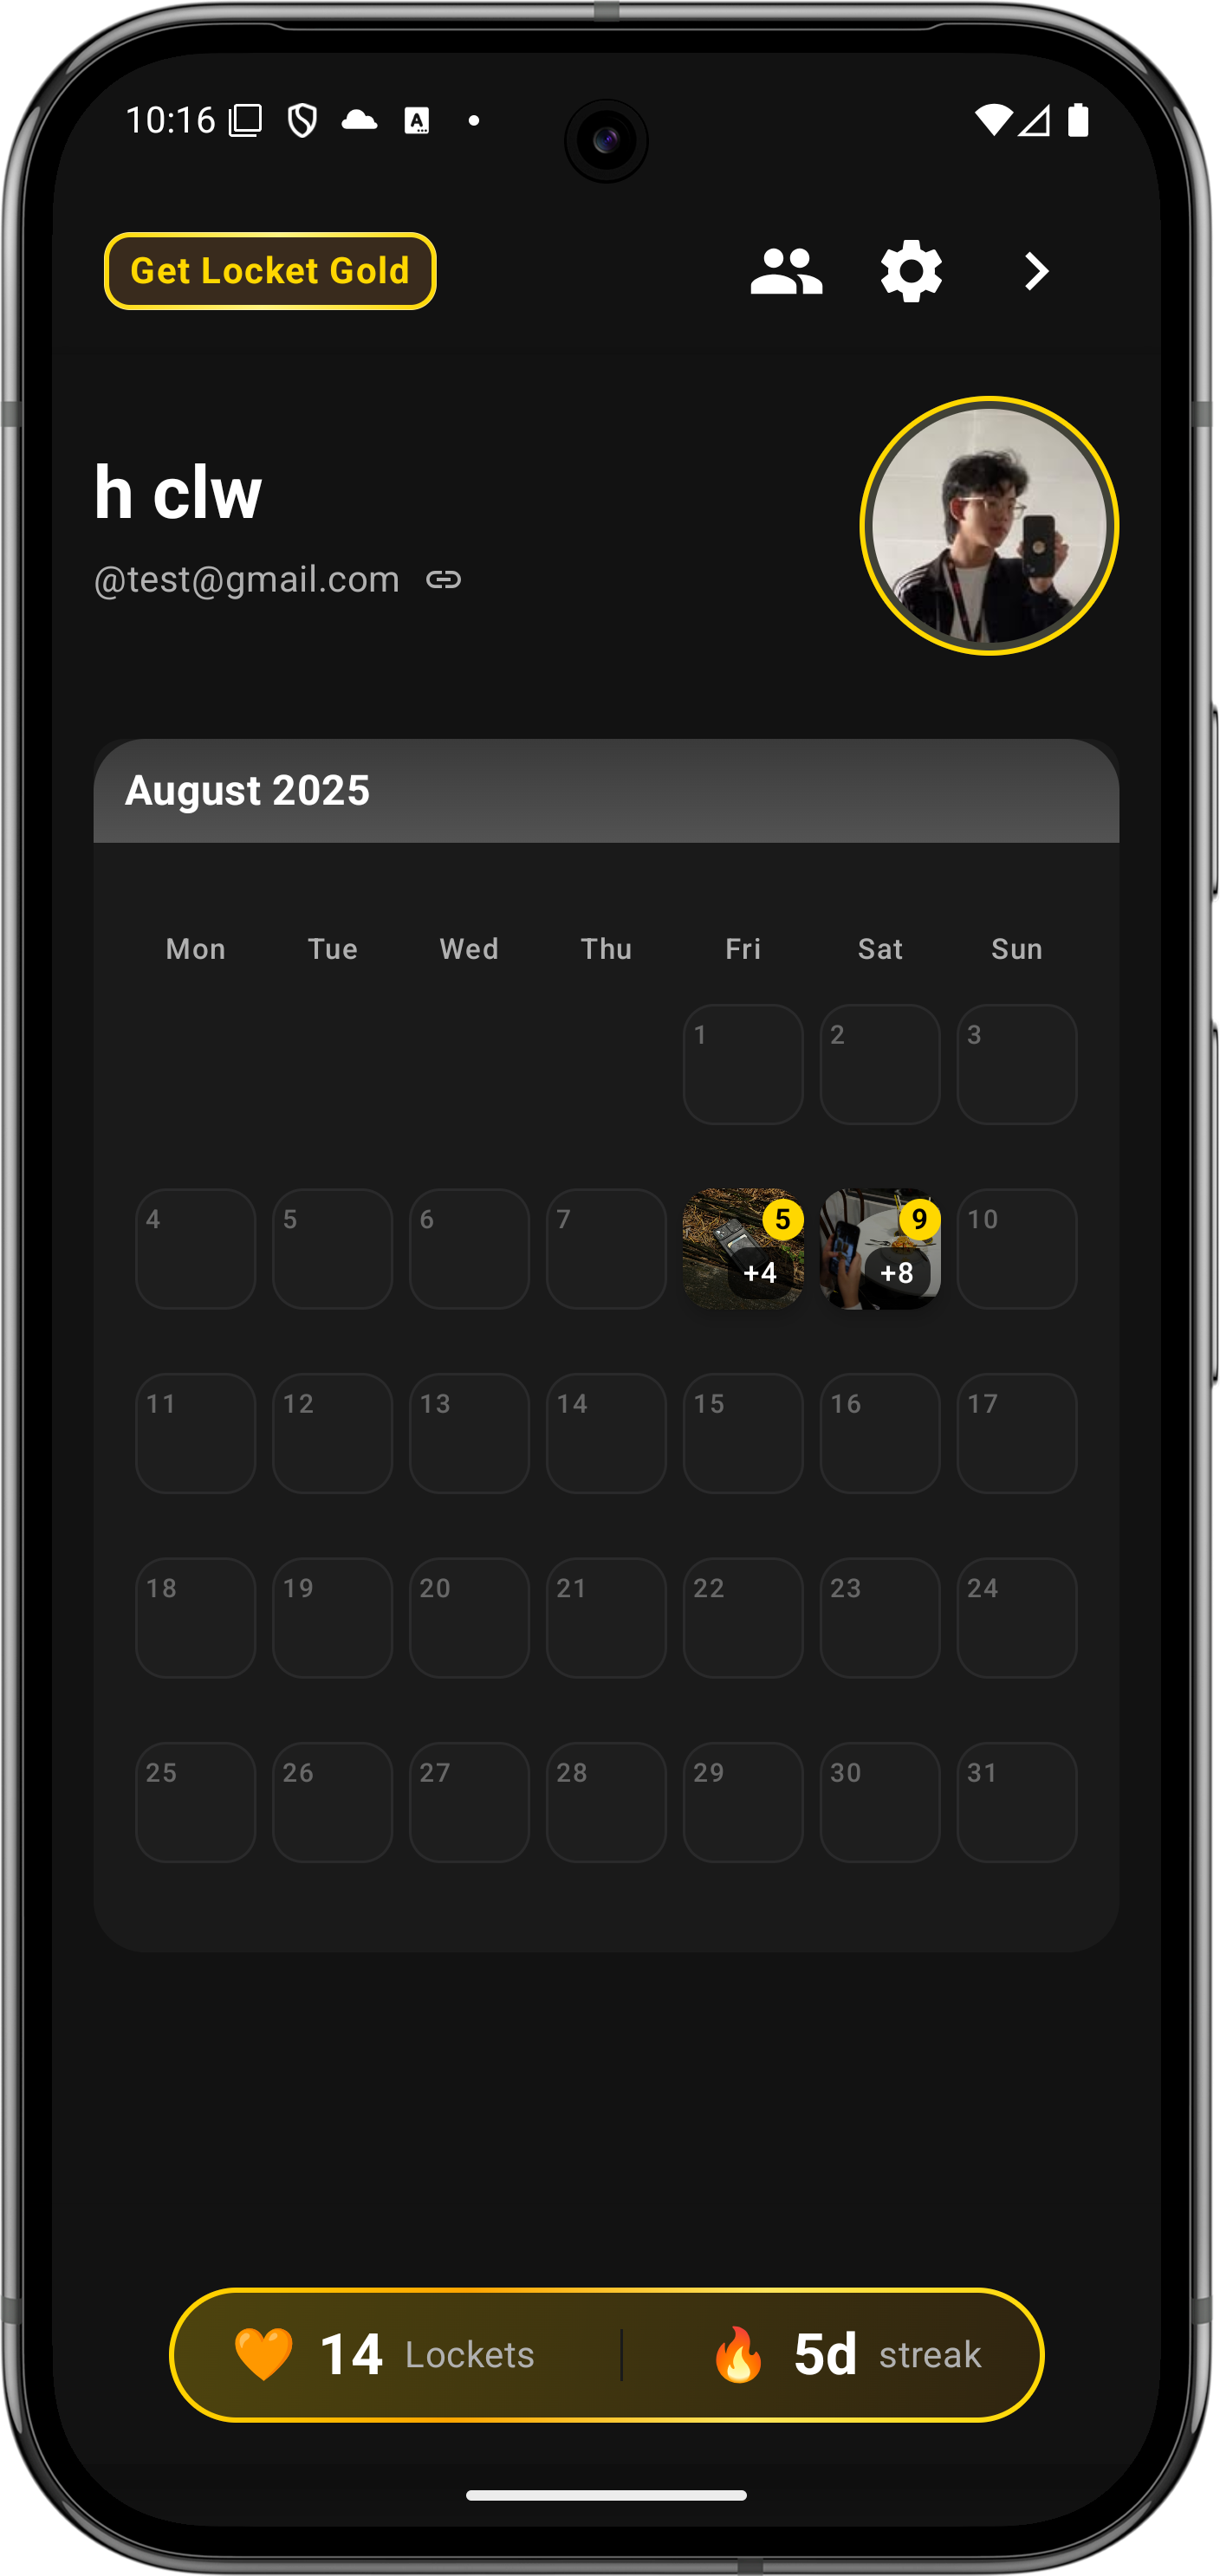 10:16
Get Locket Gold
h clw
@test@gmail.com
August 2025
Mon Tue Wed Thu Fri Sat Sun
1 2 3
4 5 6 7 5 9 10
+4 +8
11 12 13 14 15 16 17
18 19 20 21 22 23 24
25 26 27 28 29 30 31
🧡 14 Lockets 🔥 5d streak